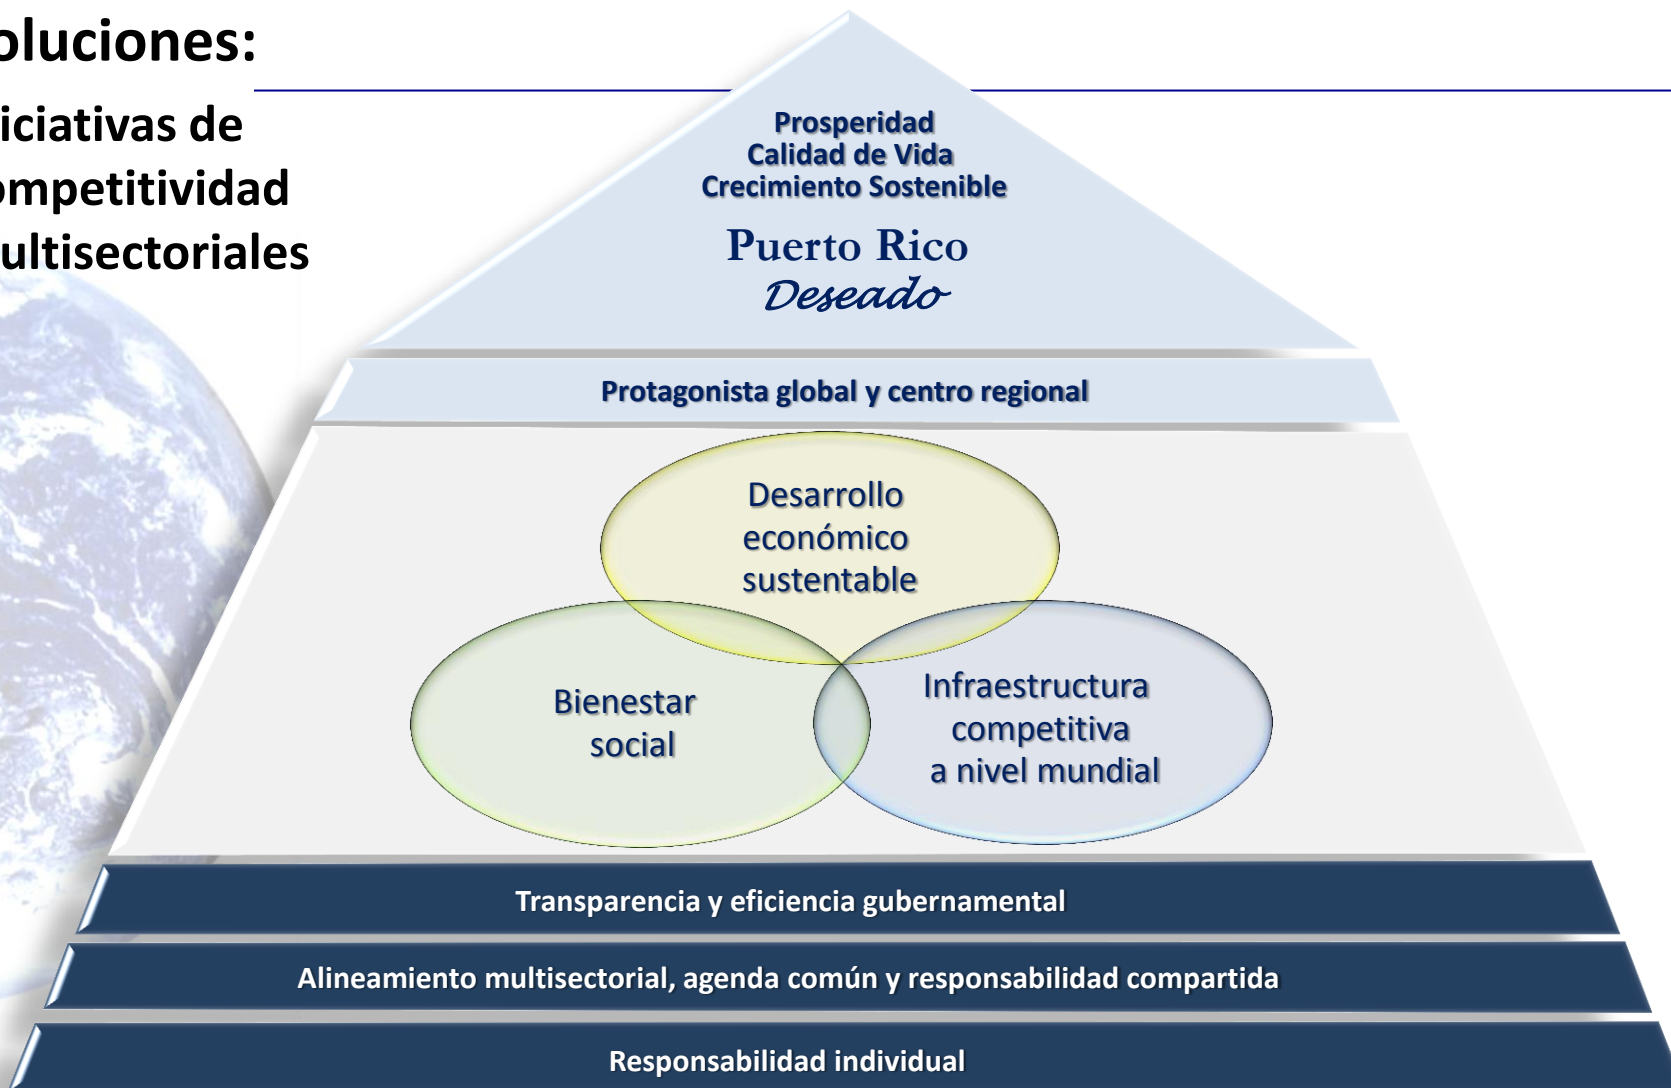 oluciones:
iciativas de
ompetitividad
ultisectoriales
Prosperidad
Calidad de Vida
Crecimiento Sostenible
Puerto Rico
Deseado
Protagonista global y centro regional
Desarrollo
económico
sustentable
Bienestar
social
Infraestructura
competitiva
a nivel mundial
Transparencia y eficiencia gubernamental
Alineamiento multisectorial, agenda común y responsabilidad compartida
Responsabilidad individual